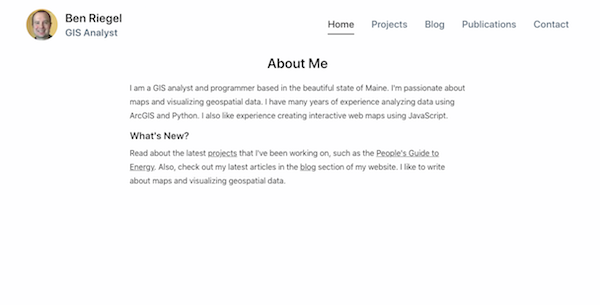 Ben Riegel
GIS Analyst
Home Projects Blog Publications Contact
About Me
I am a GIS analyst and programmer based in the beautiful state of Maine. I'm passionate about
maps and visualizing geospatial data. I have many years of experience analyzing data using
ArcGIS and Python. I also like experience creating interactive web maps using JavaScript.
What's New?
Read about the latest projects that I've been working on, such as the People's Guide to
Energy. Also, check out my latest articles in the blog section of my website. I like to write
about maps and visualizing geospatial data.